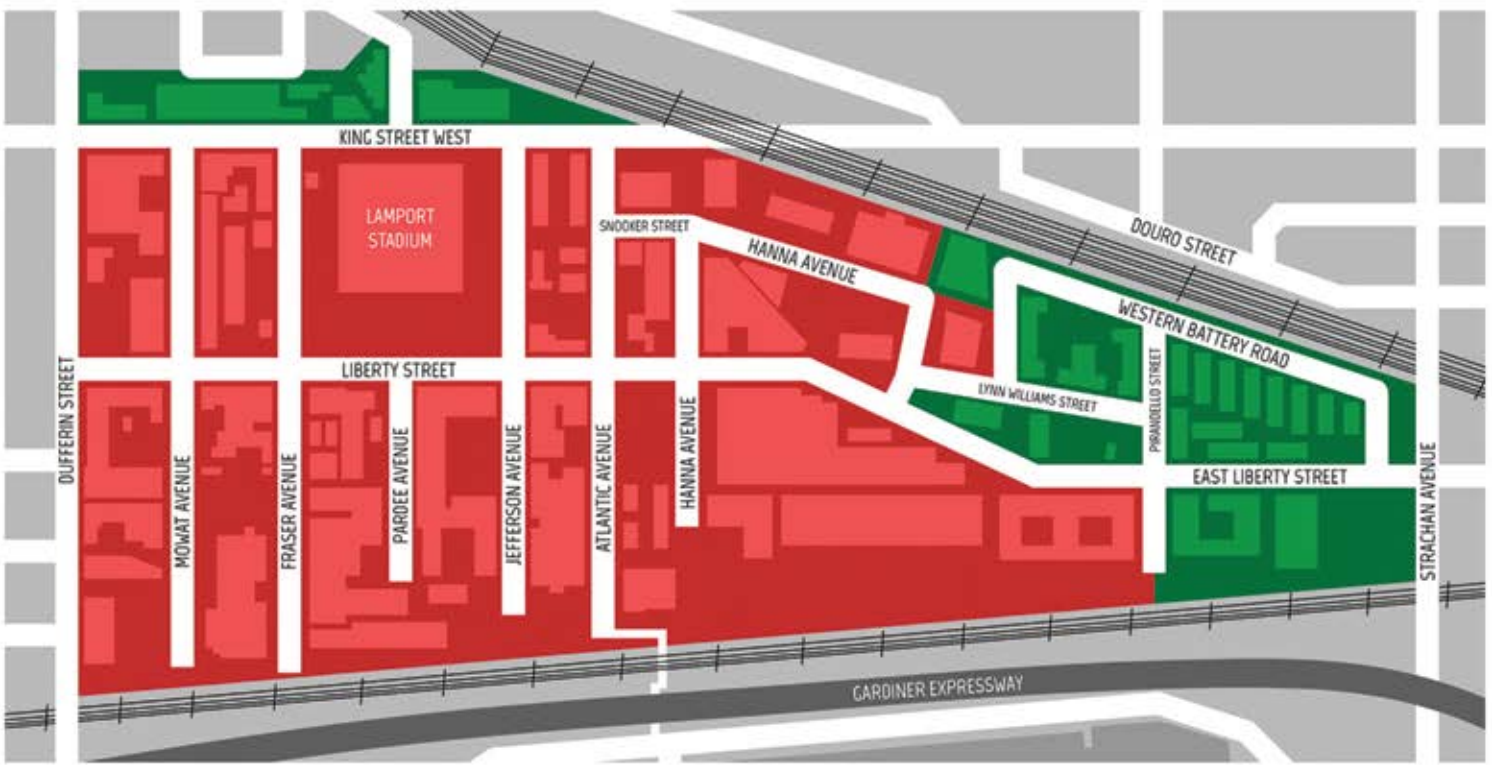 KING STREET WEST
LAMPORT
STADIUM
SNOOKER STREET
HANNA AVENUE
DOURO STREET
WESTERN BATTERY ROAD
LIBERTY STREET
LYNN WILLIAMS STREET
PIRANDELLO STREET
DUFFERIN STREET
MOWAT AVENUE
FRASER AVENUE
PARDEE AVENUE
JEFFERSON AVENUE
ATLANTIC AVENUE
HANNA AVENUE
EAST LIBERTY STREET
STRACHAN AVENUE
GARDINER EXPRESSWAY